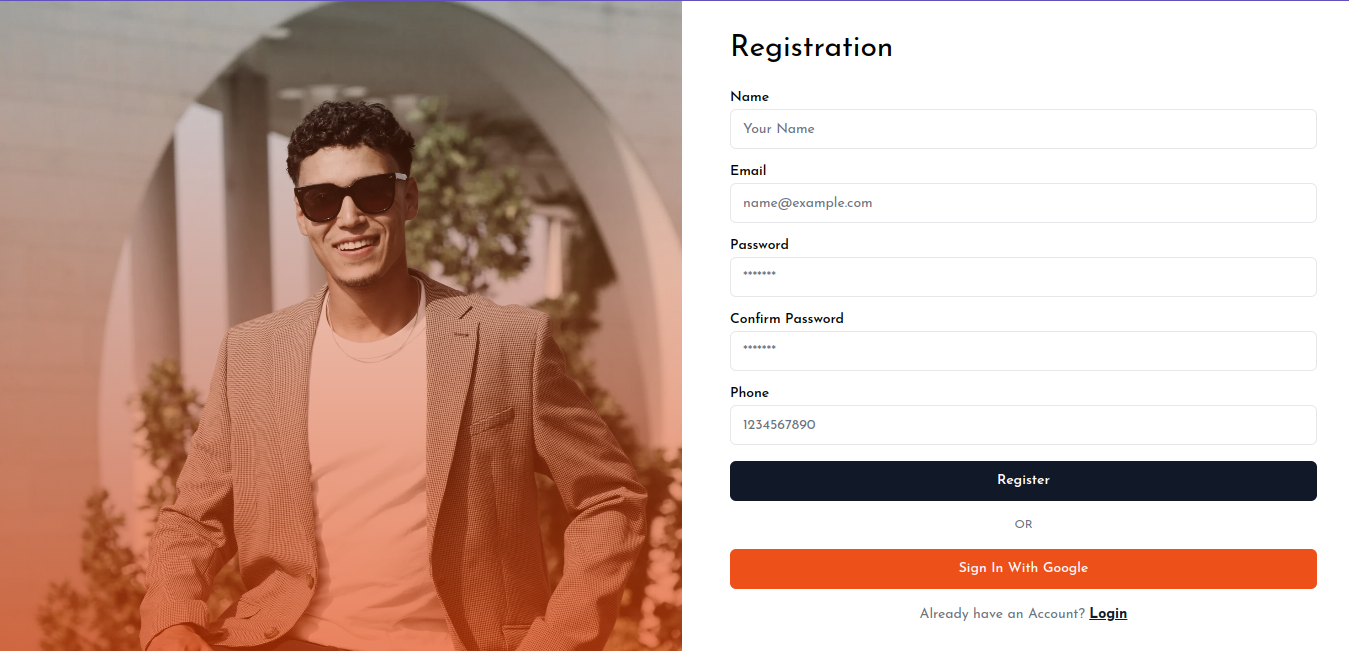 Registration
Name
Your Name
Email
name@example.com
Password
*******
Confirm Password
*******
Phone
1234567890
Register
OR
Sign In With Google
Already have an Account? Login